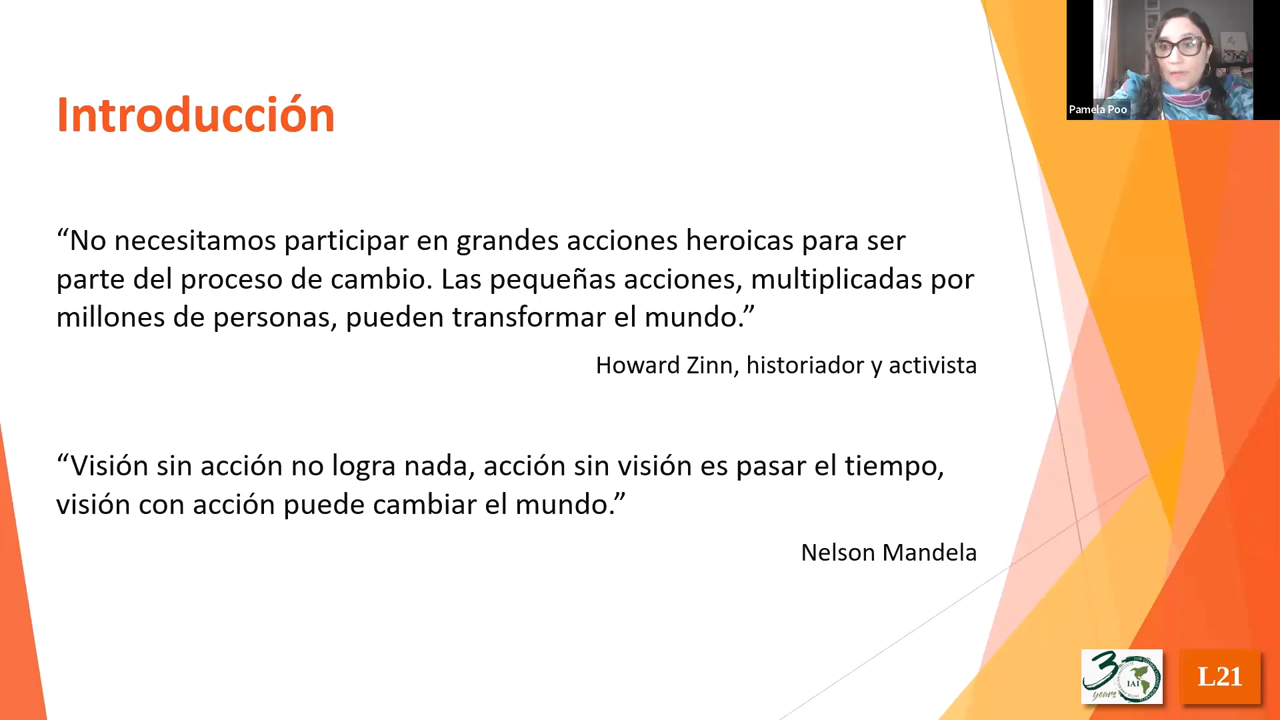 Pamela Poo
Introducción
“No necesitamos participar en grandes acciones heroicas para ser
parte del proceso de cambio. Las pequeñas acciones, multiplicadas por
millones de personas, pueden transformar el mundo.”
Howard Zinn, historiador y activista
“Visión sin acción no logra nada, acción sin visión es pasar el tiempo,
visión con acción puede cambiar el mundo.”
Nelson Mandela
30
years
IAI
L21